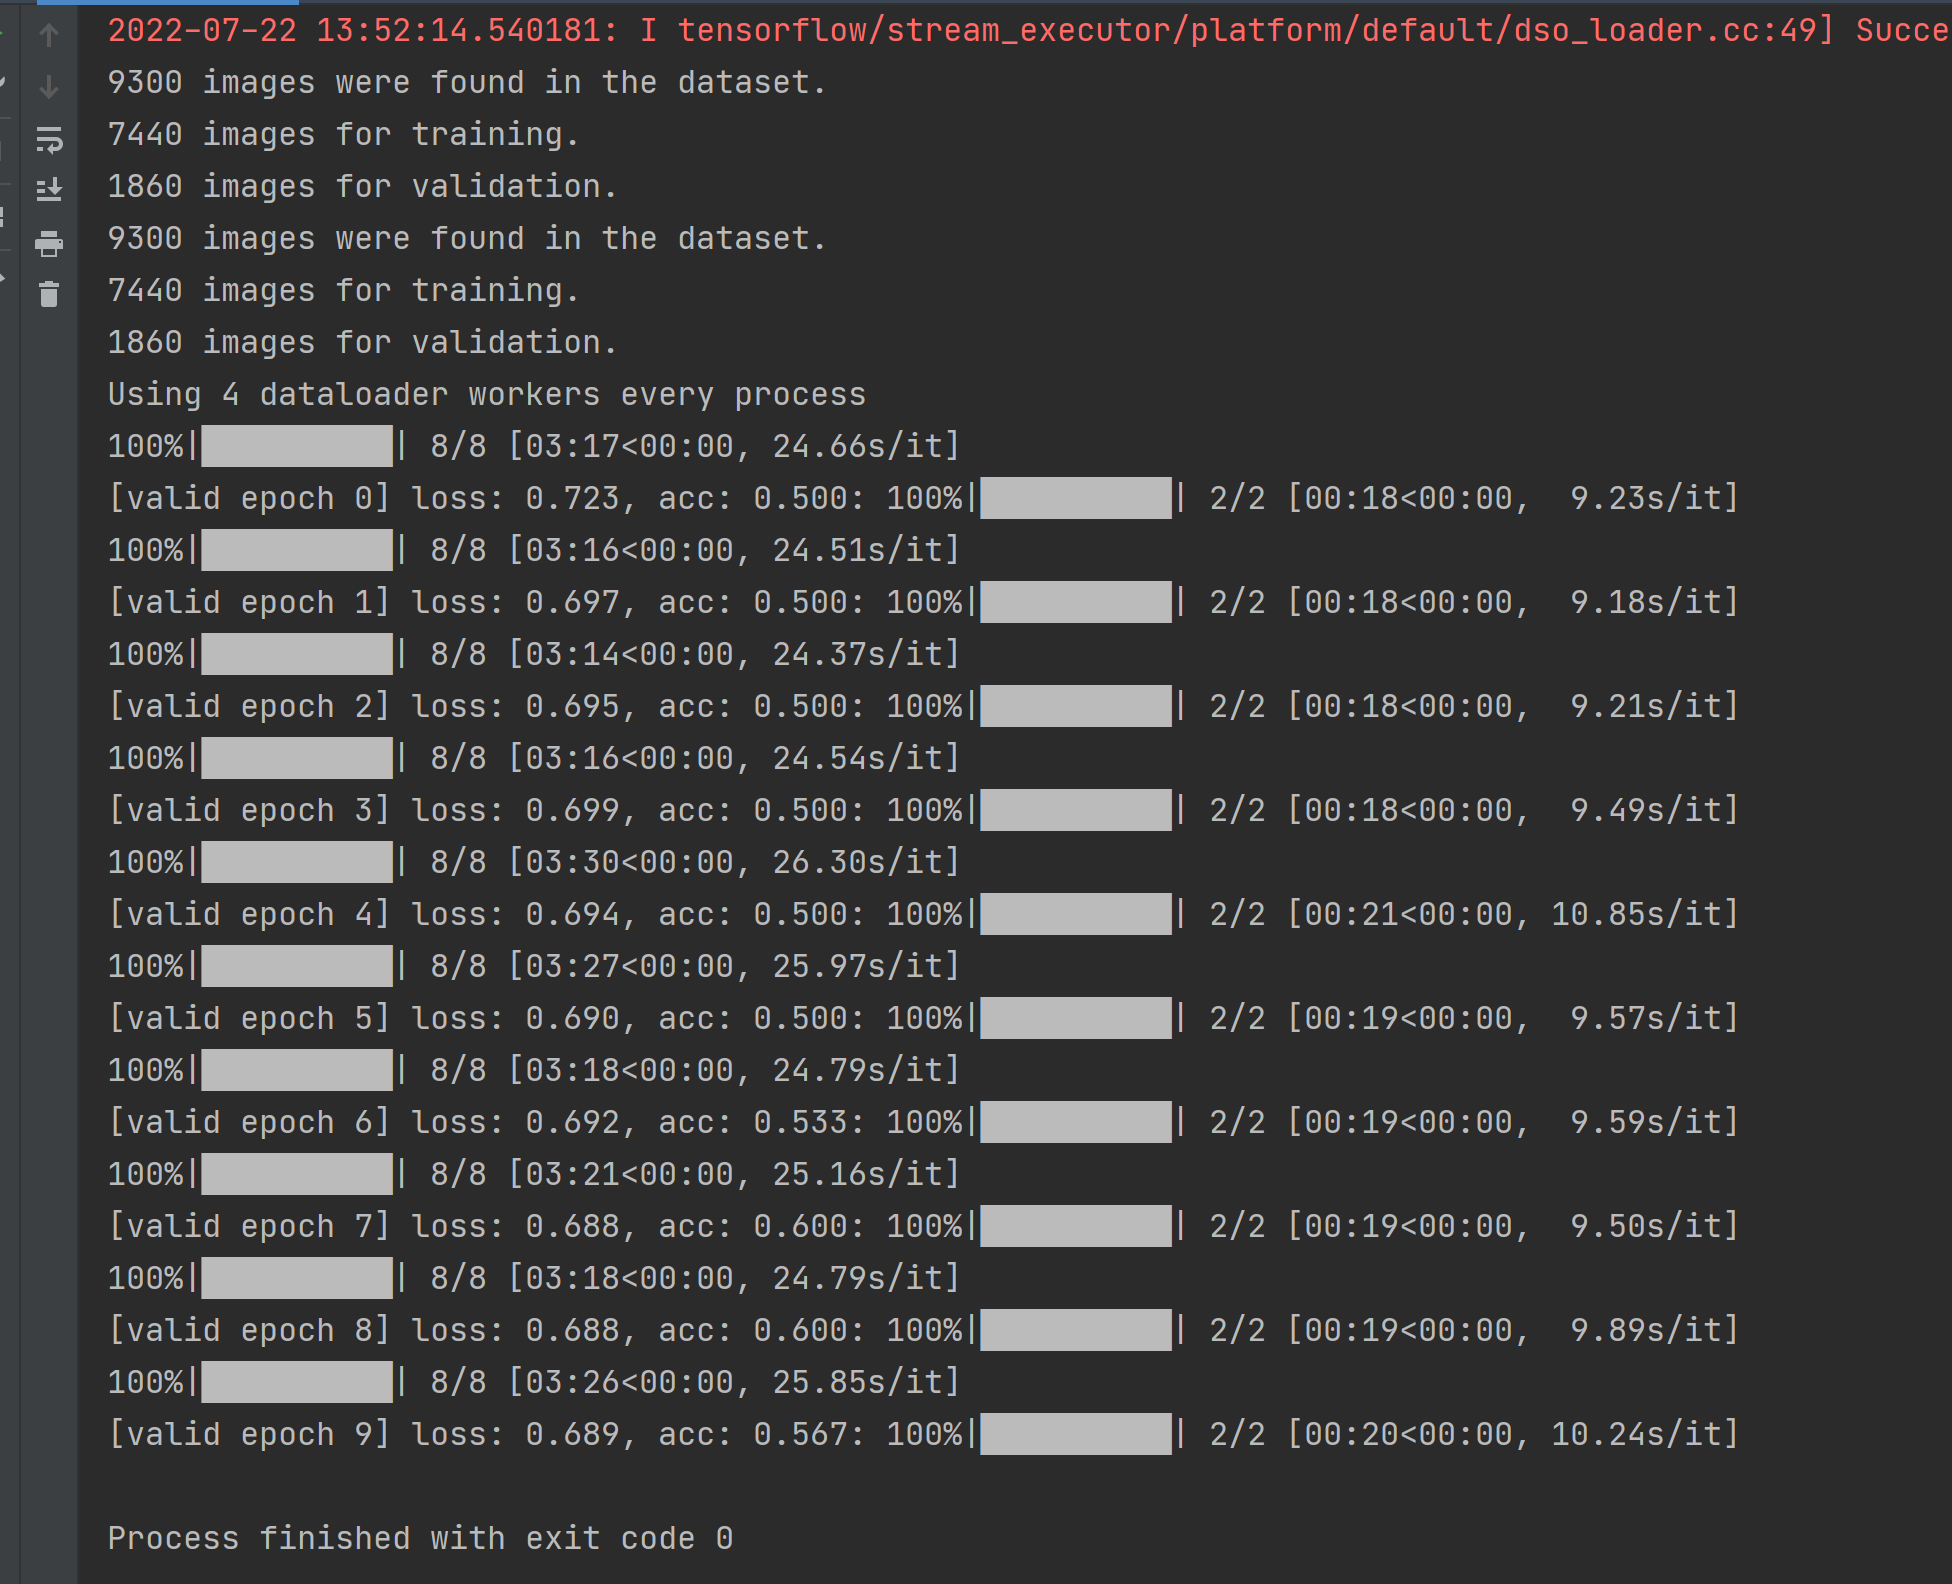 2022-07-22 13:52:14.540181: I tensorflow/stream_executor/platform/default/dso_loader.cc:49] Succe
9300 images were found in the dataset.
7440 images for training.
1860 images for validation.
9300 images were found in the dataset.
7440 images for training.
1860 images for validation.
Using 4 dataloader workers every process
100%|██████████| 8/8 [03:17<00:00, 24.66s/it]
[valid epoch 0] loss: 0.723, acc: 0.500: 100%|██████████| 2/2 [00:18<00:00,  9.23s/it]
100%|██████████| 8/8 [03:16<00:00, 24.51s/it]
[valid epoch 1] loss: 0.697, acc: 0.500: 100%|██████████| 2/2 [00:18<00:00,  9.18s/it]
100%|██████████| 8/8 [03:14<00:00, 24.37s/it]
[valid epoch 2] loss: 0.695, acc: 0.500: 100%|██████████| 2/2 [00:18<00:00,  9.21s/it]
100%|██████████| 8/8 [03:16<00:00, 24.54s/it]
[valid epoch 3] loss: 0.699, acc: 0.500: 100%|██████████| 2/2 [00:18<00:00,  9.49s/it]
100%|██████████| 8/8 [03:30<00:00, 26.30s/it]
[valid epoch 4] loss: 0.694, acc: 0.500: 100%|██████████| 2/2 [00:21<00:00, 10.85s/it]
100%|██████████| 8/8 [03:27<00:00, 25.97s/it]
[valid epoch 5] loss: 0.690, acc: 0.500: 100%|██████████| 2/2 [00:19<00:00,  9.57s/it]
100%|██████████| 8/8 [03:18<00:00, 24.79s/it]
[valid epoch 6] loss: 0.692, acc: 0.533: 100%|██████████| 2/2 [00:19<00:00,  9.59s/it]
100%|██████████| 8/8 [03:21<00:00, 25.16s/it]
[valid epoch 7] loss: 0.688, acc: 0.600: 100%|██████████| 2/2 [00:19<00:00,  9.50s/it]
100%|██████████| 8/8 [03:18<00:00, 24.79s/it]
[valid epoch 8] loss: 0.688, acc: 0.600: 100%|██████████| 2/2 [00:19<00:00,  9.89s/it]
100%|██████████| 8/8 [03:26<00:00, 25.85s/it]
[valid epoch 9] loss: 0.689, acc: 0.567: 100%|██████████| 2/2 [00:20<00:00, 10.24s/it]
Process finished with exit code 0